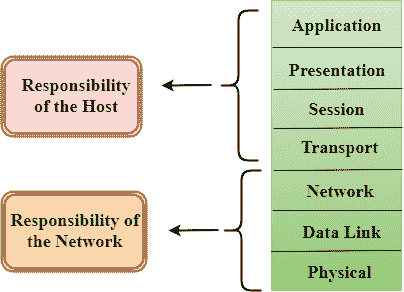 Application
Presentation
Session
Transport
Network
Data Link
Physical
Responsibility
of the Host
Responsibility of
the Network